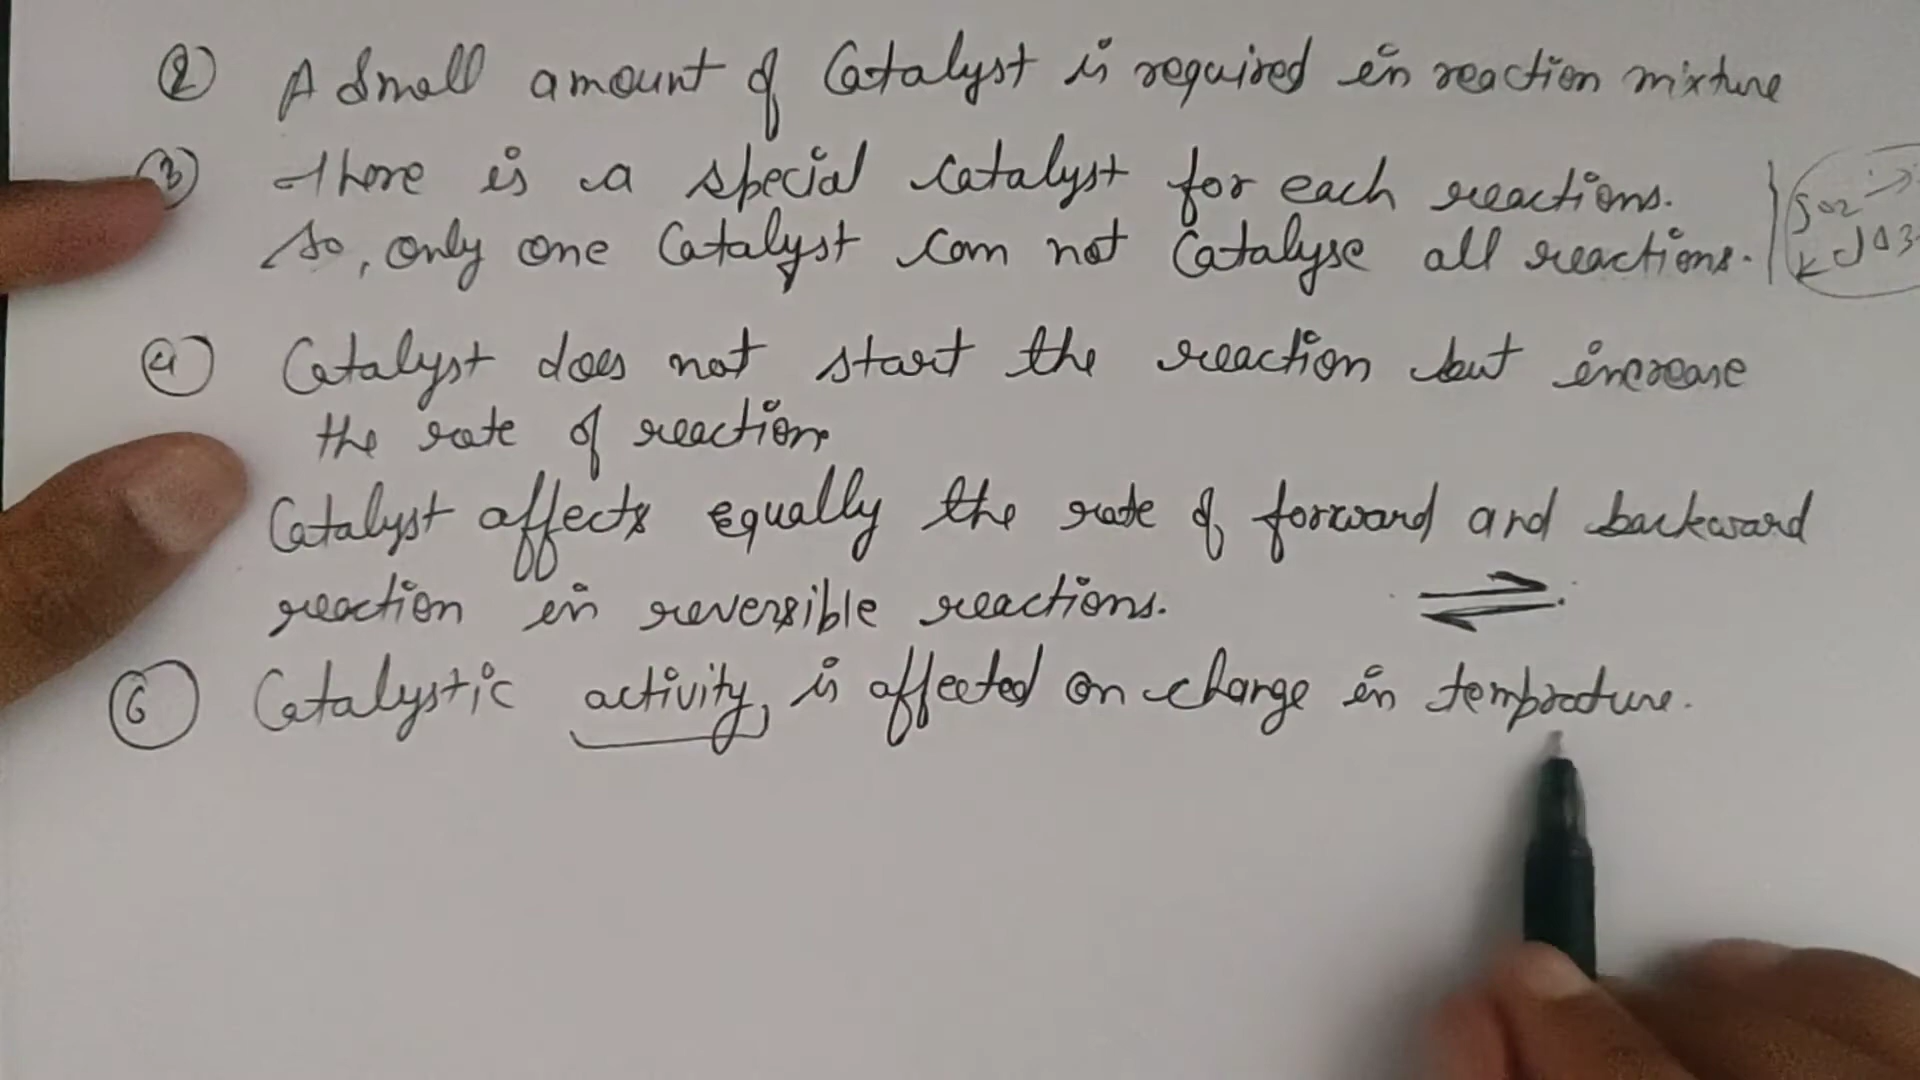 ② A Small amount of Catalyst is required in reaction mixture
③ There is a special catalyst for each reactions.
So, only one Catalyst can not Catalyse all reactions.
SO2
④ Catalyst does not start the reaction but increase
the rate of reaction.
Catalyst affects equally the rate of forward and backward
reaction in reversible reactions. ⇌
⑥ Catalystic activity, is affected on change in temprature.